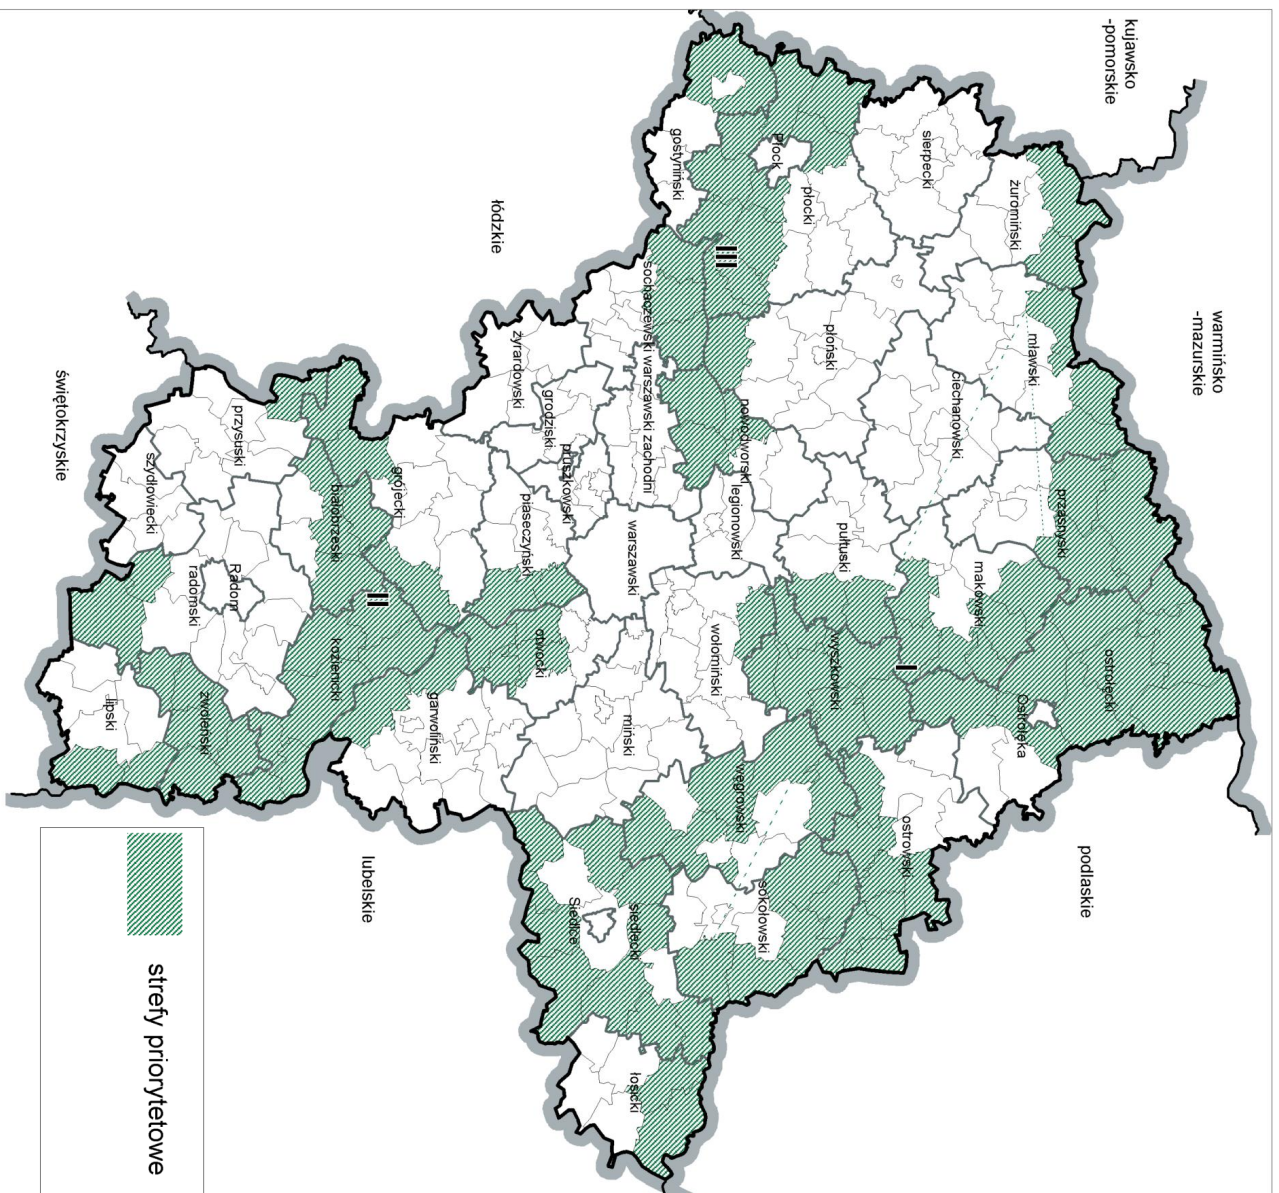 warmińsko
-mazurskie
kujawsko
-pomorskie
ostrołęcki
podlaskie
przasnyski
mławski
Ostrołęka
żuromiński
makowski
ciechanowski
sierpecki
ostrowski
I
pułtuski
wyszkowski
płoński
płocki
Płock
sokołowski
nowodworski
węgrowski
legionowski
III
wołomiński
gostyniński
sochaczewski
warszawski zachodni
warszawski
miński
siedlecki
łosicki
Siedlce
pruszkowski
grodziski
otwocki
piaseczyński
żyrardowski
łódzkie
garwoliński
grójecki
II
lubelskie
białobrzeski
kozienicki
przysuski
Radom
zwoleński
radomski
szydłowiecki
lipski
świętokrzyskie
strefy priorytetowe